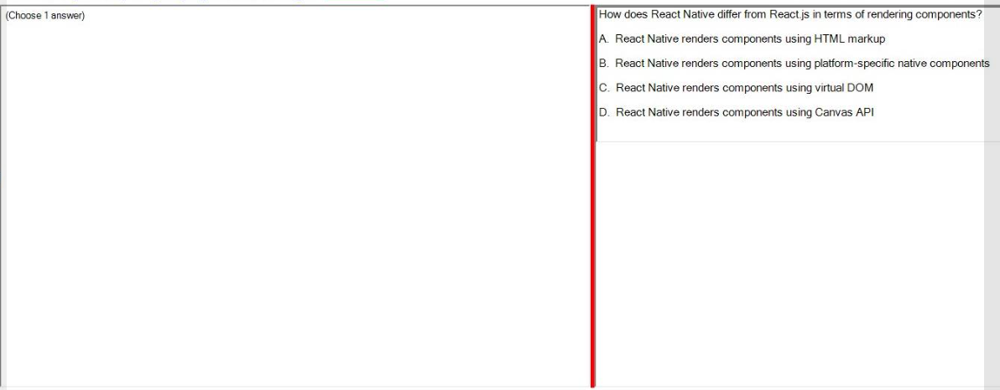 (Choose 1 answer)
How does React Native differ from React.js in terms of rendering components?
A. React Native renders components using HTML markup
B. React Native renders components using platform-specific native components
C. React Native renders components using virtual DOM
D. React Native renders components using Canvas API